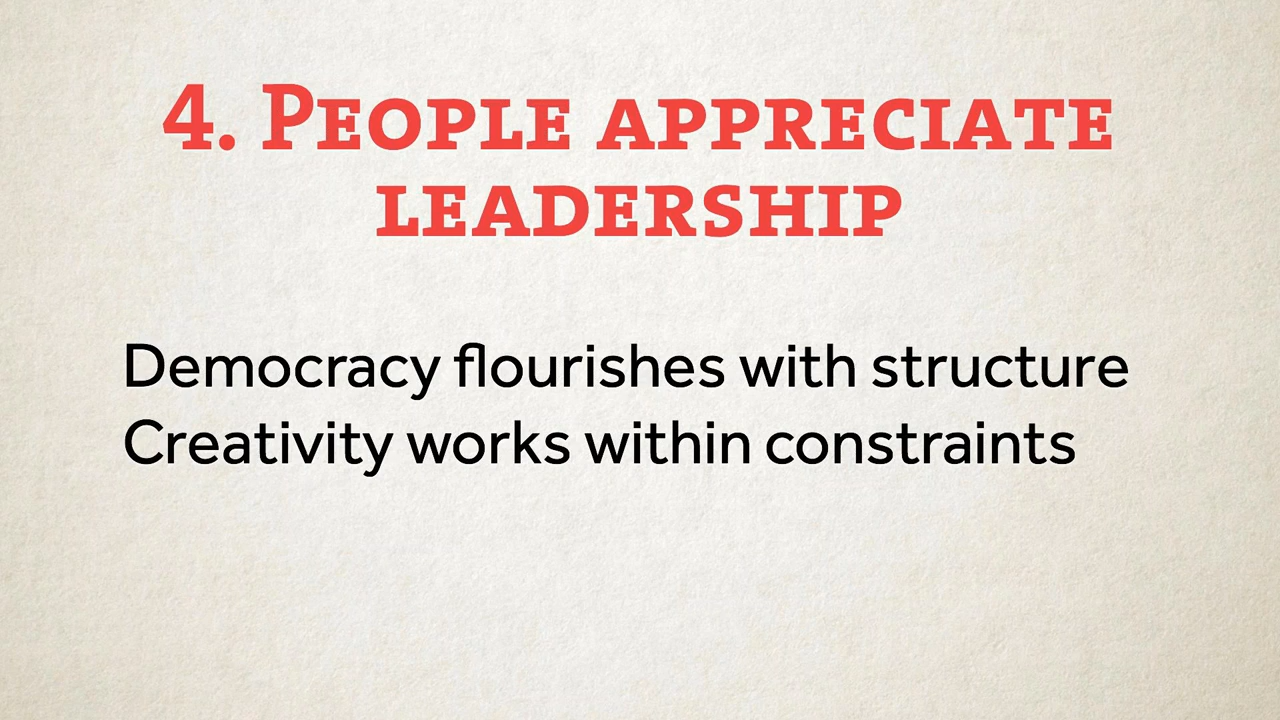 4. People appreciate
leadership
Democracy flourishes with structure
Creativity works within constraints